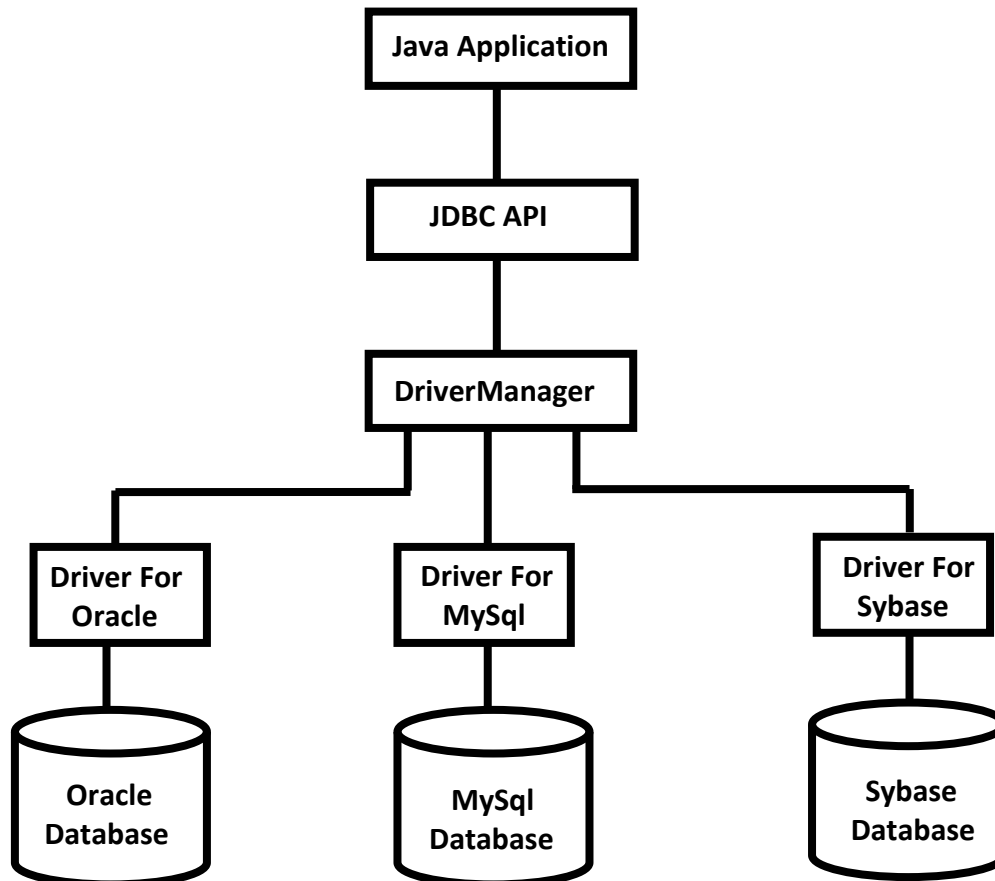 Java Application
JDBC API
DriverManager
Driver For
Oracle
Driver For
MySql
Driver For
Sybase
Oracle
Database
MySql
Database
Sybase
Database